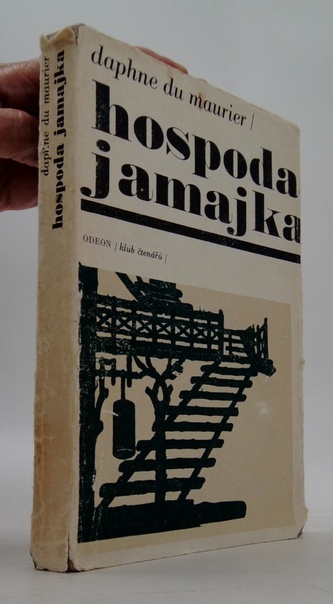 daphne du maurier/
hospoda
jamajka
ODEON / klub čtenářů /
daphne du maurier
hospoda jamajka